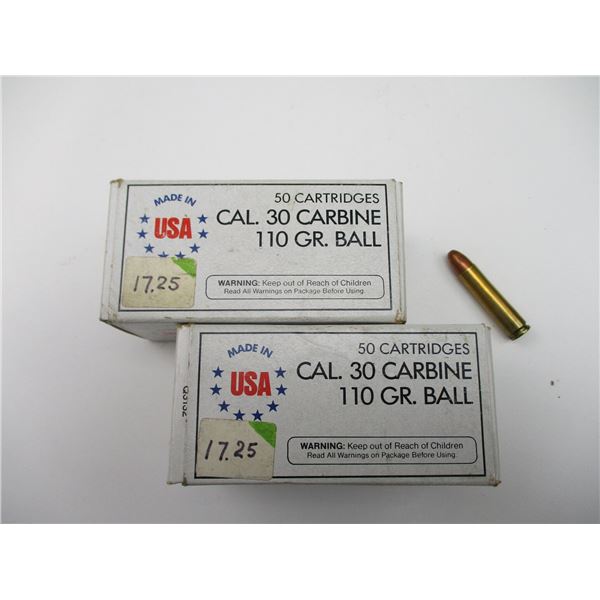 MADE IN
USA
50 CARTRIDGES
CAL. 30 CARBINE
110 GR. BALL
17.25
WARNING: Keep out of Reach of Children
Read All Warnings on Package Before Using.
MADE IN
USA
50 CARTRIDGES
CAL. 30 CARBINE
110 GR. BALL
17.25
WARNING: Keep out of Reach of Children
Read All Warnings on Package Before Using.